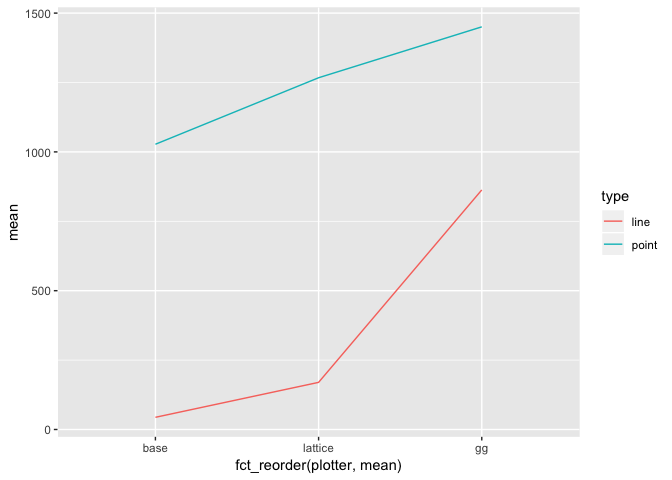 1500
1000
500
0
mean
base lattice gg
fct_reorder(plotter, mean)
type
line
point